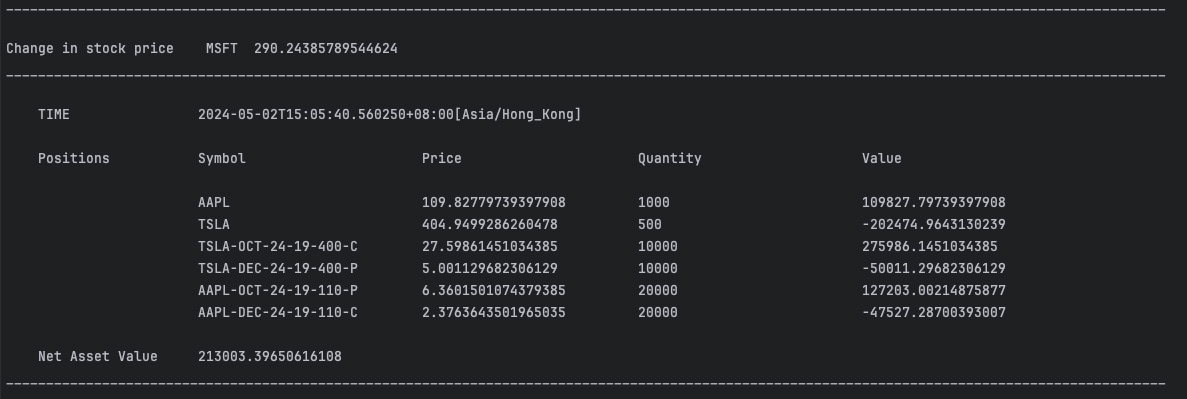 Change in stock price MSFT 290.24385789544624
TIME 2024-05-02T15:05:40.560250+08:00[Asia/Hong_Kong]
Positions Symbol Price Quantity Value
AAPL 109.82779739397908 1000 109827.79739397908
TSLA 404.9499286260478 500 -202474.9643130239
TSLA-OCT-24-19-400-C 27.59861451034385 10000 275986.1451034385
TSLA-DEC-24-19-400-P 5.001129682306129 10000 -50011.29682306129
AAPL-OCT-24-19-110-P 6.3601501074379385 20000 127203.00214875877
AAPL-DEC-24-19-110-C 2.3763643501965035 20000 -47527.28700393007
Net Asset Value 213003.39650616108